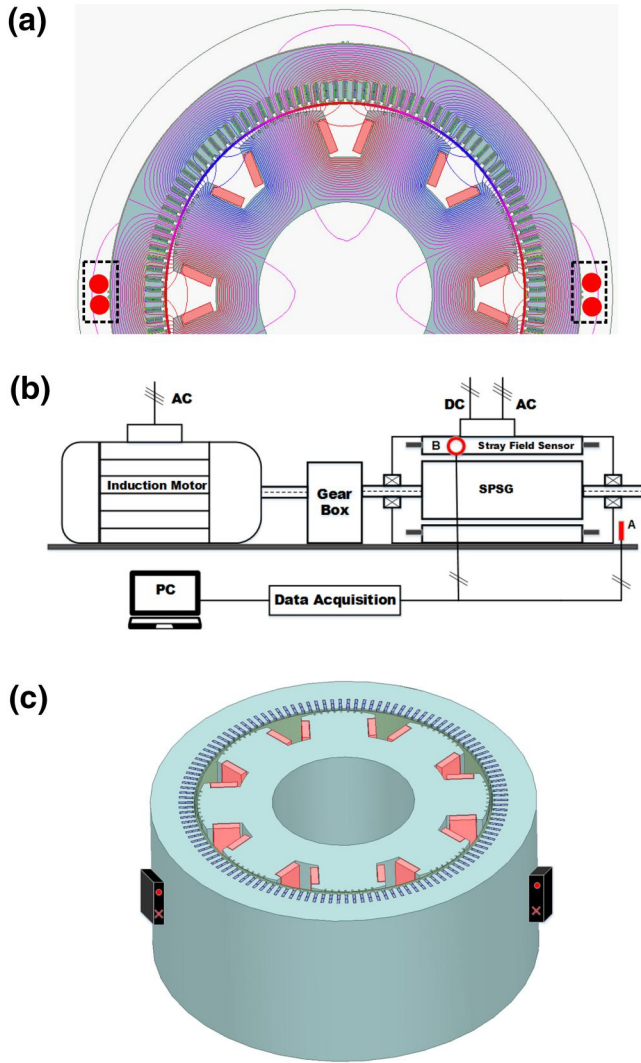 (a)
(b)
AC
DC
AC
B
Stray Field Sensor
Induction Motor
Gear
Box
SPSG
A
PC
Data Acquisition
(c)